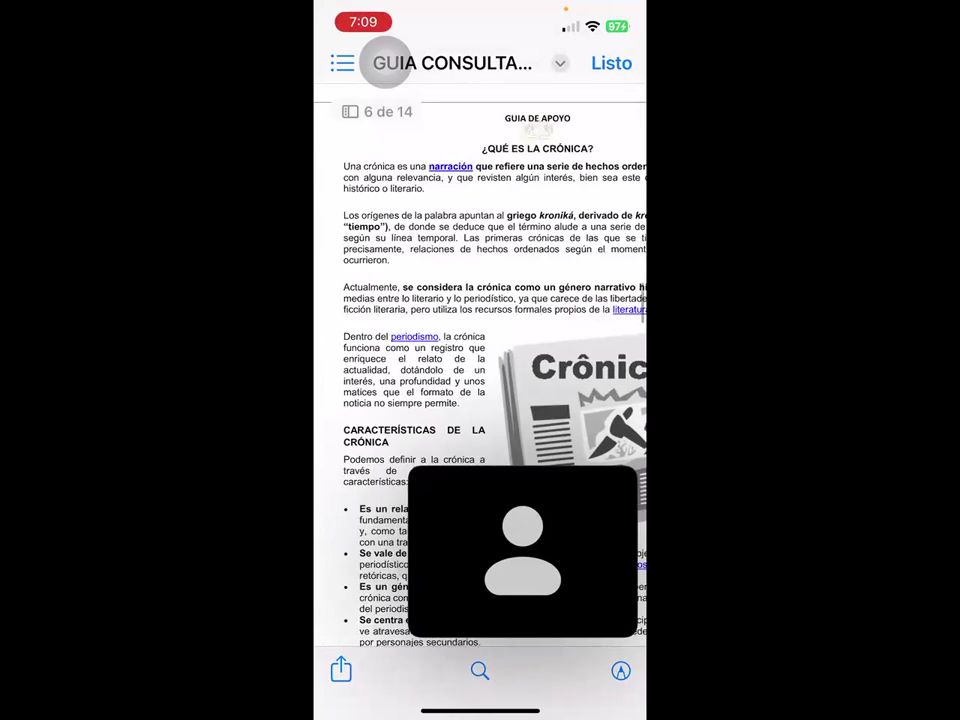 7:09
97
GUIA CONSULTA...
Listo
6 de 14
GUIA DE APOYO
¿QUÉ ES LA CRÓNICA?
Una crónica es una narración que refiere una serie de hechos orden
con alguna relevancia, y que revisten algún interés, bien sea este
histórico o literario.
Los orígenes de la palabra apuntan al griego kroniká, derivado de kro
“tiempo”), de donde se deduce que el término alude a una serie de
según su línea temporal. Las primeras crónicas de las que se ti
precisamente, relaciones de hechos ordenados según el momen
ocurrieron.
Actualmente, se considera la crónica como un género narrativo hí
medias entre lo literario y lo periodístico, ya que carece de las libertade
ficción literaria, pero utiliza los recursos formales propios de la literatur
Dentro del periodismo, la crónica
funciona como un registro que
enriquece el relato de la
actualidad, dotándolo de un
interés, una profundidad y unos
matices que el formato de la
noticia no siempre permite.
Crônic
CARACTERÍSTICAS DE LA
CRÓNICA
Podemos definir a la crónica a
través de
características:
• Es un rela
fundamenta
y, como ta
con una tra
• Se vale de
periodístico
retóricas, q
• Es un gén
crónica con
del periodis
• Se centra e
ve atravesa
por personajes secundarios.